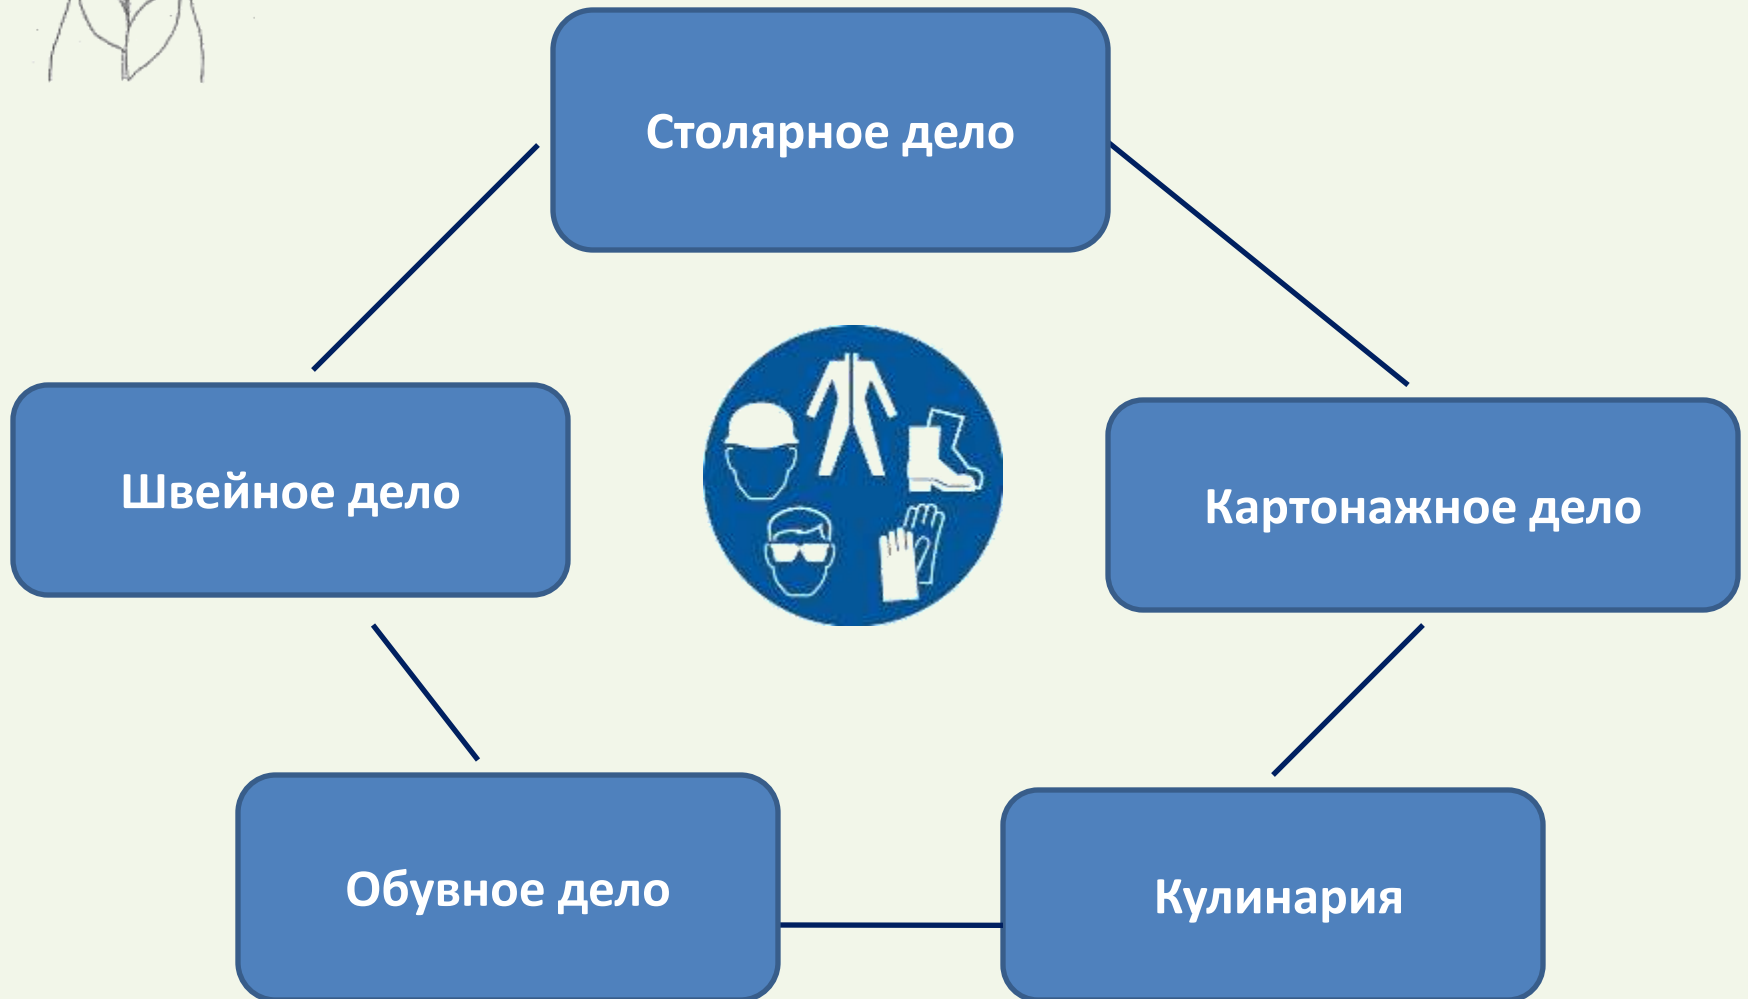 Столярное дело
Швейное дело
Картонажное дело
Обувное дело
Кулинария